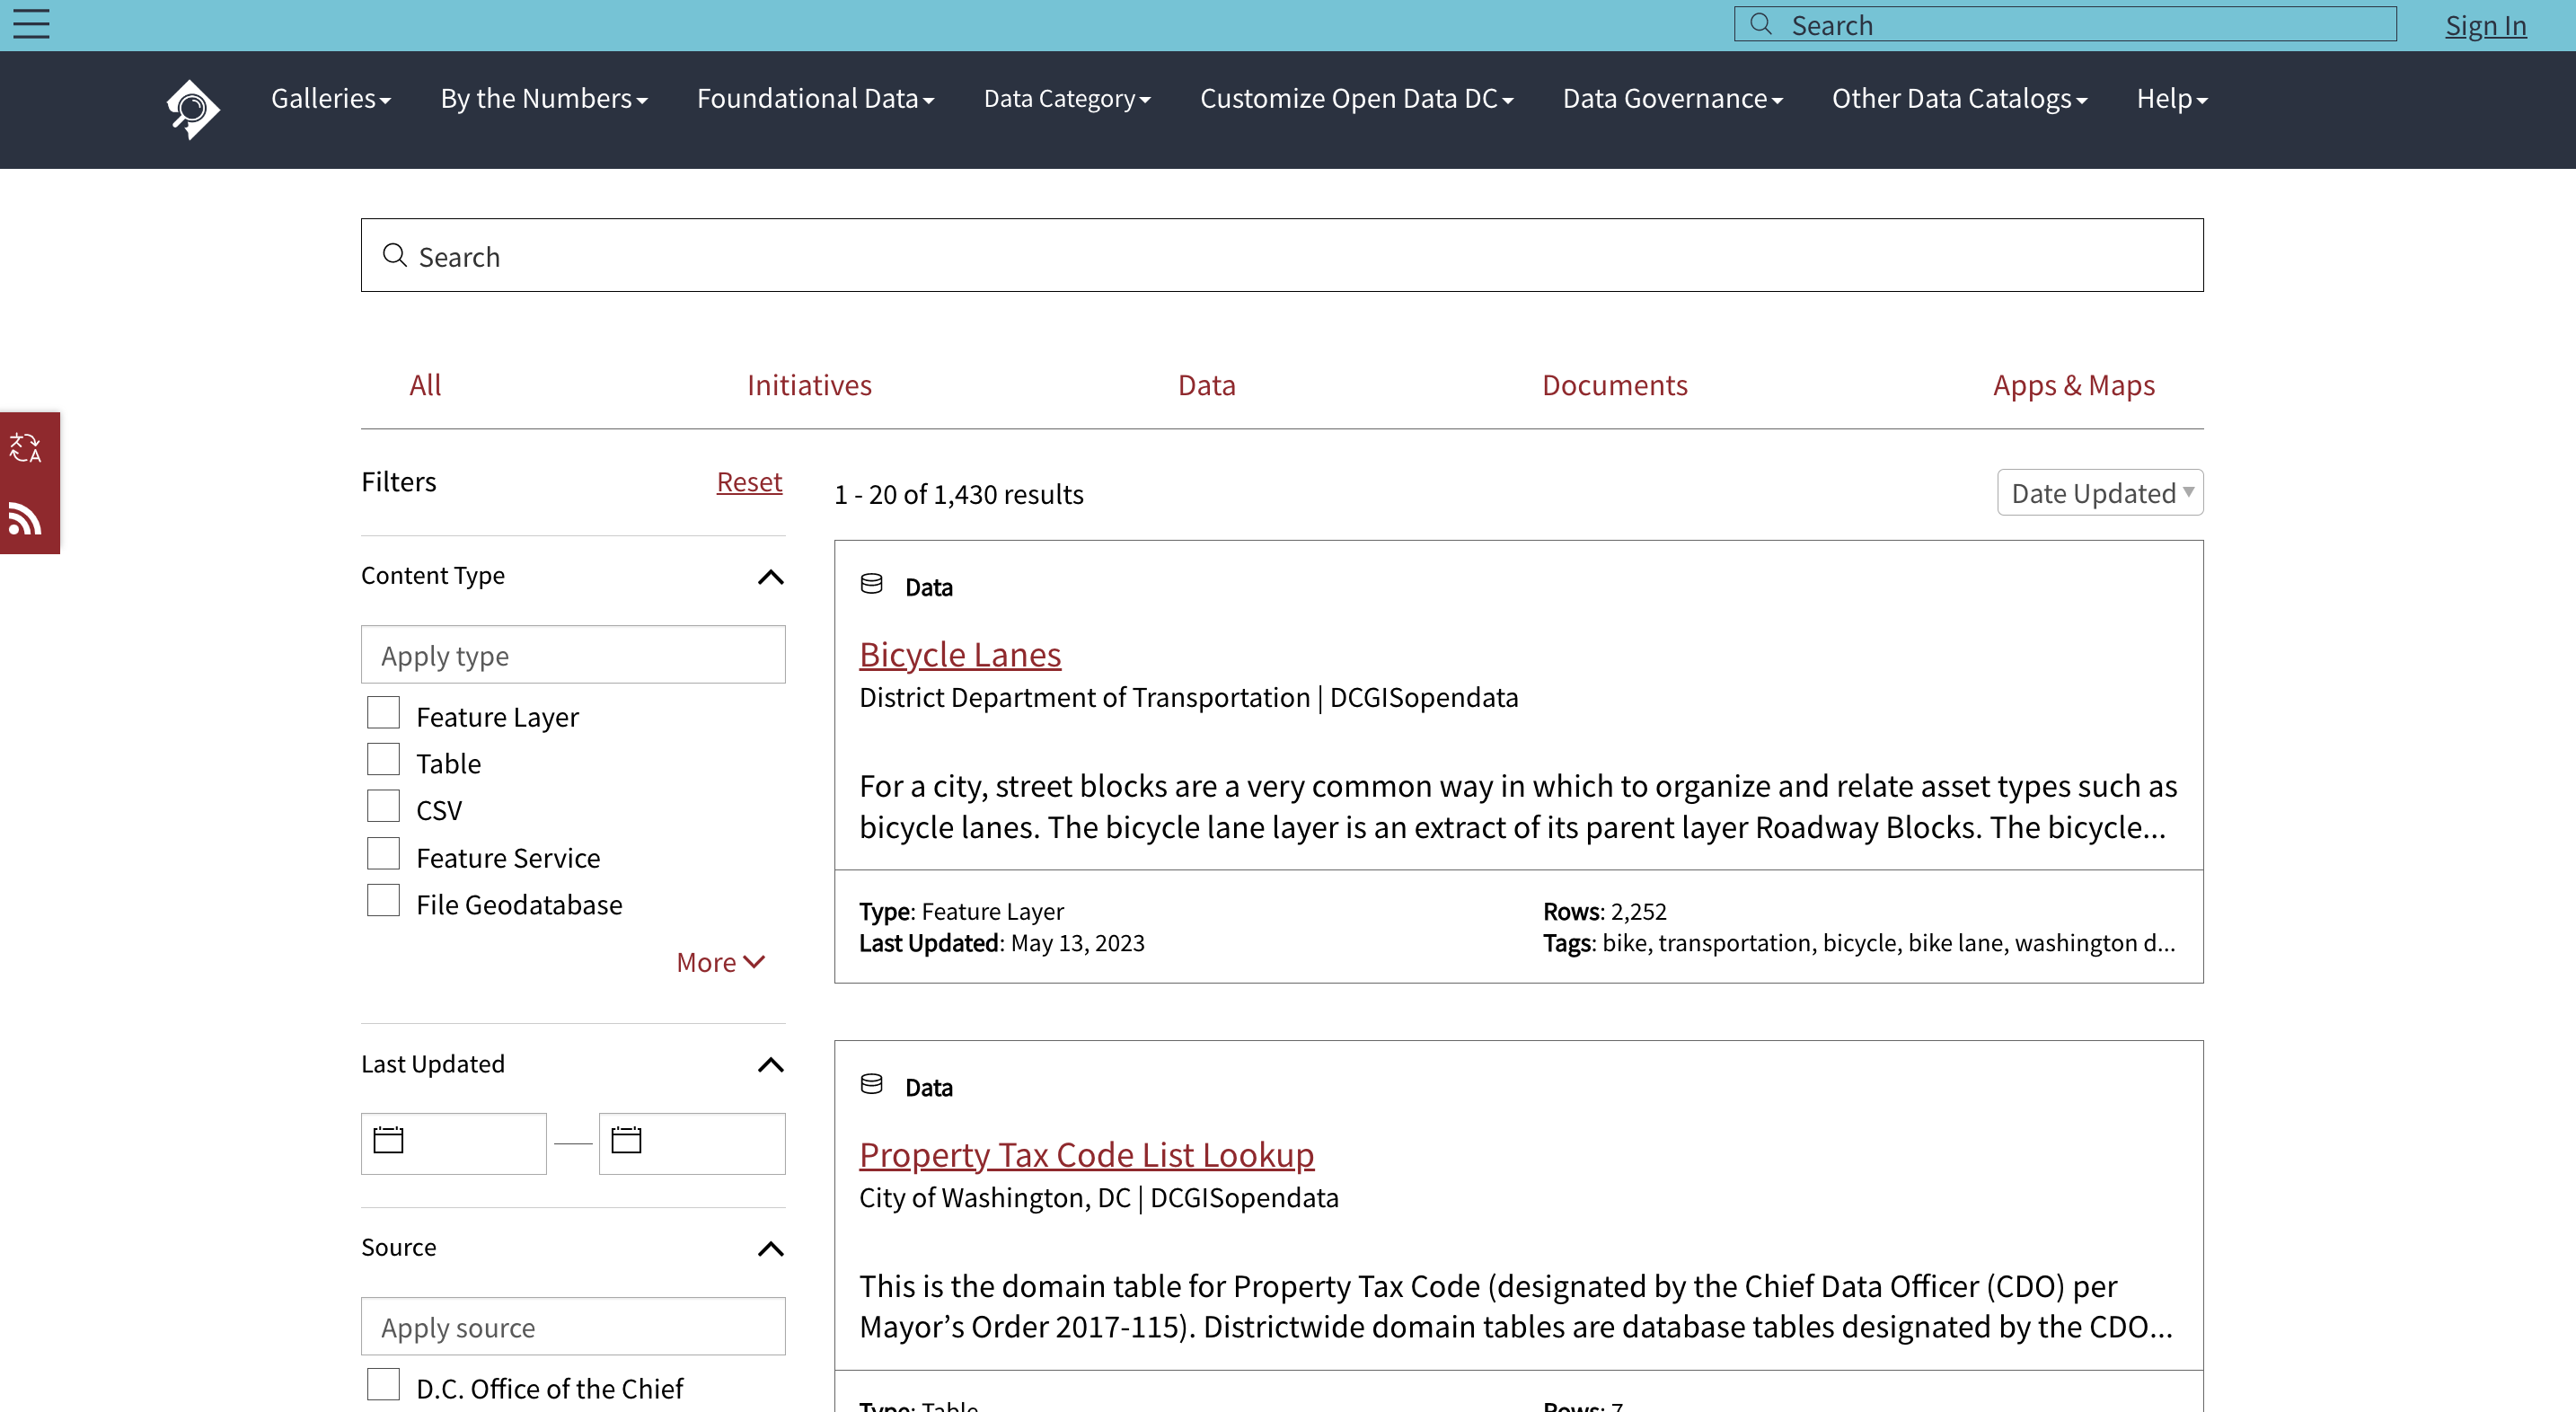 Search
Sign In
Galleries
By the Numbers
Foundational Data
Data Category
Customize Open Data DC
Data Governance
Other Data Catalogs
Help
Search
All
Initiatives
Data
Documents
Apps & Maps
Filters
Reset
Content Type
Apply type
Feature Layer
Table
CSV
Feature Service
File Geodatabase
More
Last Updated
Source
Apply source
D.C. Office of the Chief
1 - 20 of 1,430 results
Date Updated
Data
Bicycle Lanes
District Department of Transportation | DCGISopendata
For a city, street blocks are a very common way in which to organize and relate asset types such as
bicycle lanes. The bicycle lane layer is an extract of its parent layer Roadway Blocks. The bicycle...
Type: Feature Layer
Last Updated: May 13, 2023
Rows: 2,252
Tags: bike, transportation, bicycle, bike lane, washington d...
Data
Property Tax Code List Lookup
City of Washington, DC | DCGISopendata
This is the domain table for Property Tax Code (designated by the Chief Data Officer (CDO) per
Mayor’s Order 2017-115). Districtwide domain tables are database tables designated by the CDO...
Type: Table
Rows: 7